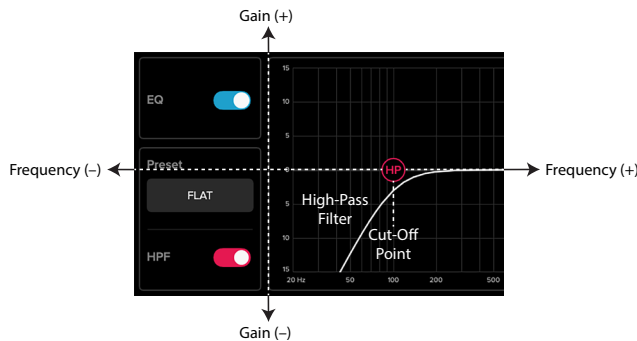 Gain (+)
EQ
15
10
5
Frequency (–)
Preset
0
HP
Frequency (+)
FLAT
5
High-Pass
Filter
10
Cut-Off
Point
HPF
15
20 Hz 50 100 200 500
Gain (–)